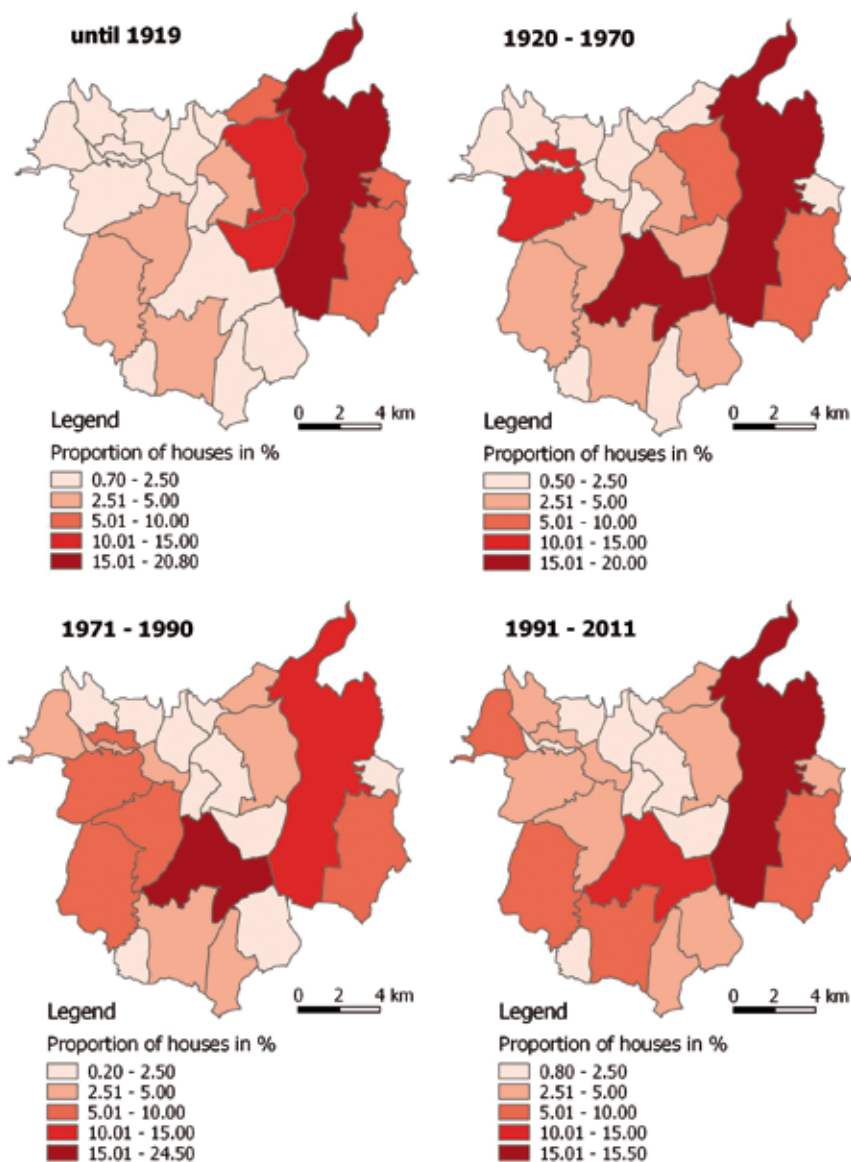 until 1919
0 2 4 km
Legend
Proportion of houses in %
0.70 - 2.50
2.51 - 5.00
5.01 - 10.00
10.01 - 15.00
15.01 - 20.80
1920 - 1970
0 2 4 km
Legend
Proportion of houses in %
0.50 - 2.50
2.51 - 5.00
5.01 - 10.00
10.01 - 15.00
15.01 - 20.00
1971 - 1990
0 2 4 km
Legend
Proportion of houses in %
0.20 - 2.50
2.51 - 5.00
5.01 - 10.00
10.01 - 15.00
15.01 - 24.50
1991 - 2011
0 2 4 km
Legend
Proportion of houses in %
0.80 - 2.50
2.51 - 5.00
5.01 - 10.00
10.01 - 15.00
15.01 - 15.50